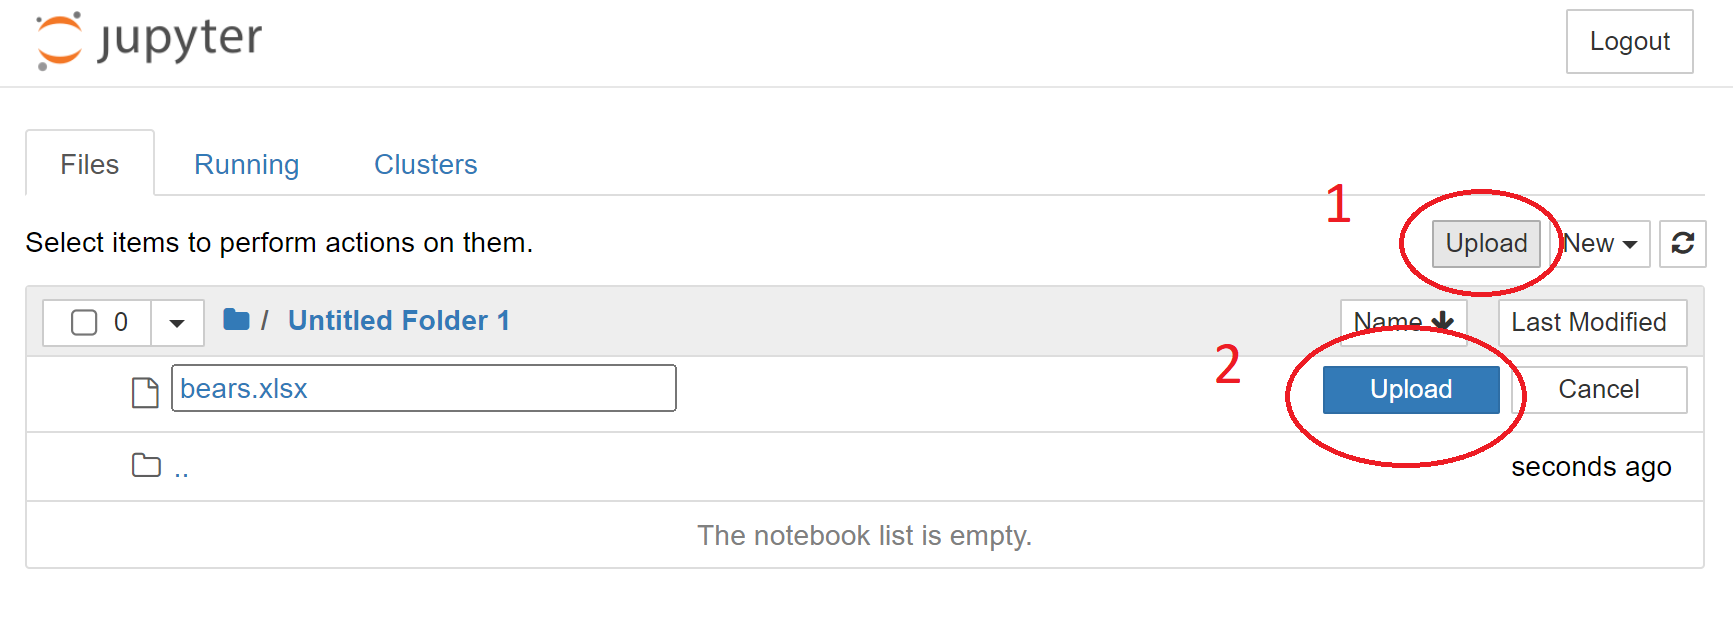 jupyter
Logout
Files Running Clusters
1
Select items to perform actions on them. Upload New
0 / Untitled Folder 1 Name Last Modified
2
bears.xlsx Upload Cancel
.. seconds ago
The notebook list is empty.